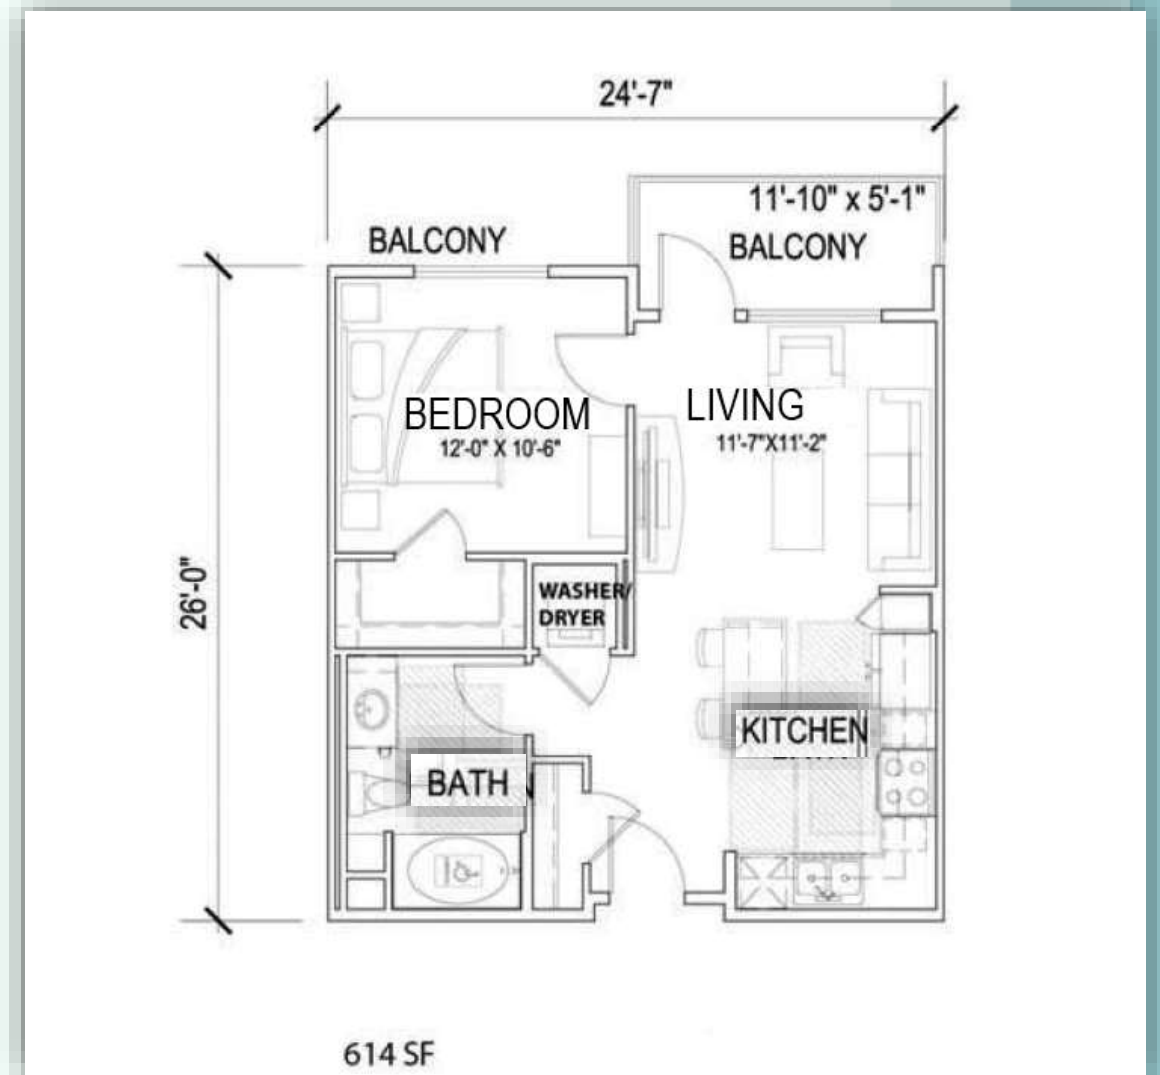 24'-7"
11'-10" x 5'-1"
BALCONY
BALCONY
BEDROOM
12'-0" X 10'-6"
LIVING
11'-7"X11'-2"
26'-0"
WASHER/
DRYER
KITCHEN
BATH
614 SF